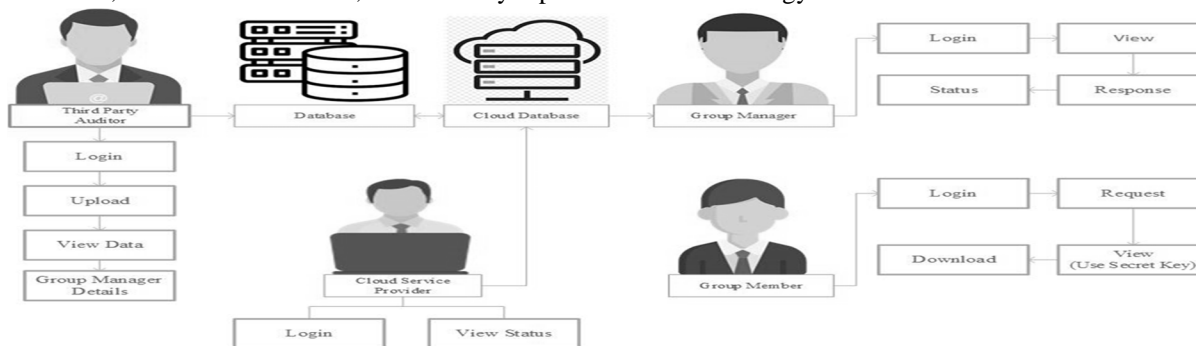 Third Party
Auditor
Database
Cloud Database
Group Manager
Login
View
Status
Response
Login
Upload
View Data
Group Manager
Details
Cloud Service
Provider
Login
View Status
Group Member
Login
Request
Download
View
(Use Secret Key)